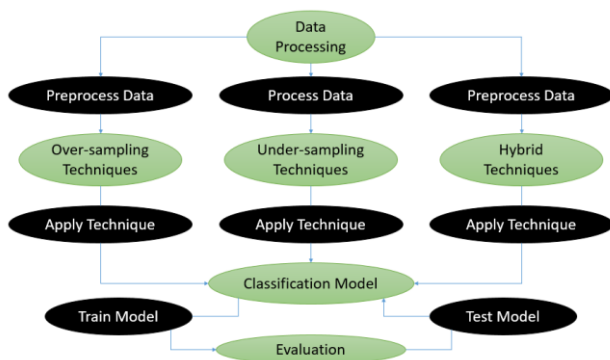 Data
Processing
Preprocess Data
Process Data
Preprocess Data
Over-sampling
Techniques
Under-sampling
Techniques
Hybrid
Techniques
Apply Technique
Apply Technique
Apply Technique
Classification Model
Train Model
Test Model
Evaluation